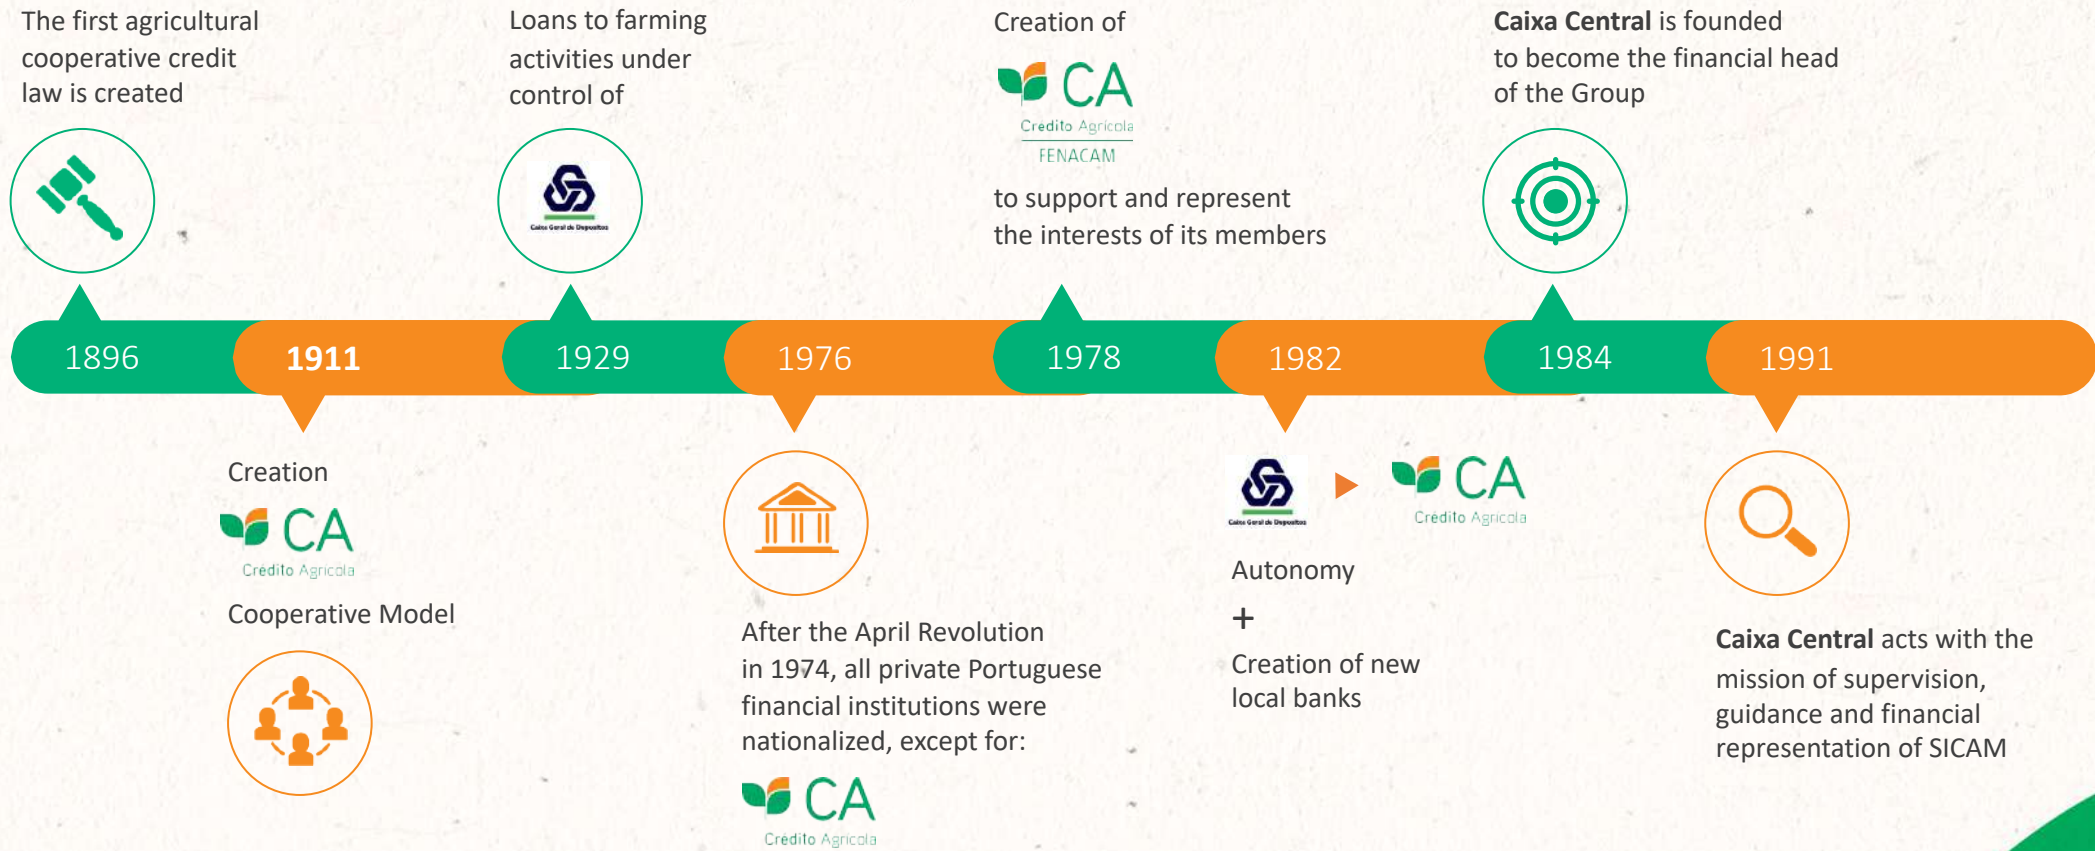 The first agricultural
cooperative credit
law is created
Loans to farming
activities under
control of
Caixa Geral de Depositos
Creation of
CA
Crédito Agrícola
FENACAM
to support and represent
the interests of its members
Caixa Central is founded
to become the financial head
of the Group
1896
1911
1929
1976
1978
1982
1984
1991
Creation
CA
Crédito Agrícola
Cooperative Model
After the April Revolution
in 1974, all private Portuguese
financial institutions were
nationalized, except for:
CA
Crédito Agrícola
Caixa Geral de Depositos
CA
Crédito Agrícola
Autonomy
+
Creation of new
local banks
Caixa Central acts with the
mission of supervision,
guidance and financial
representation of SICAM